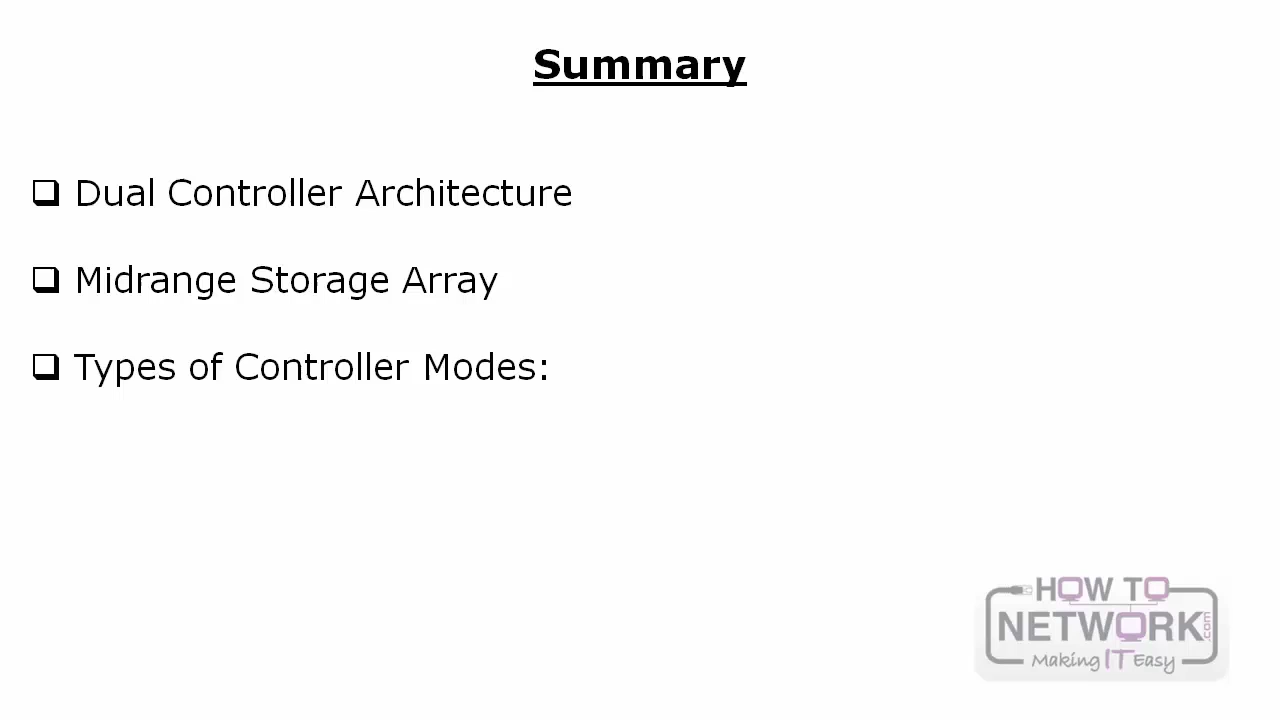 Summary
❑ Dual Controller Architecture
❑ Midrange Storage Array
❑ Types of Controller Modes:
HOW TO
NETWORK.com
Making IT Easy